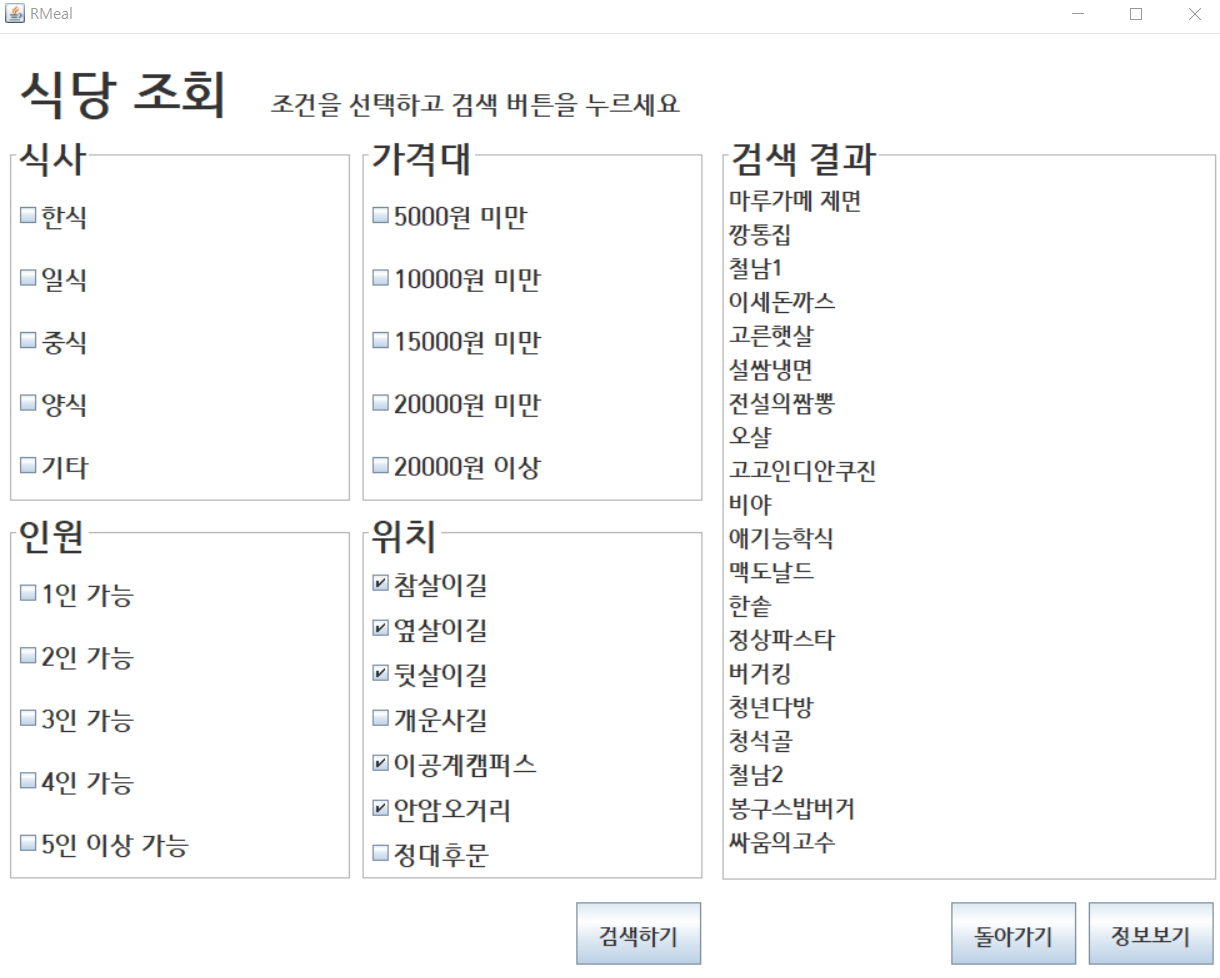 RMeal
식당 조회 조건을 선택하고 검색 버튼을 누르세요
식사
한식
일식
중식
양식
기타
가격대
5000원 미만
10000원 미만
15000원 미만
20000원 미만
20000원 이상
인원
1인 가능
2인 가능
3인 가능
4인 가능
5인 이상 가능
위치
참살이길
옆살이길
뒷살이길
개운사길
이공계캠퍼스
안암오거리
정대후문
검색 결과
마루가메 제면
깡통집
철남1
이세돈까스
고른햇살
설쌈냉면
전설의짬뽕
오샬
고고인디안쿠진
비야
애기능학식
맥도날드
한솥
정상파스타
버거킹
청년다방
청석골
철남2
봉구스밥버거
싸움의고수
검색하기
돌아가기
정보보기